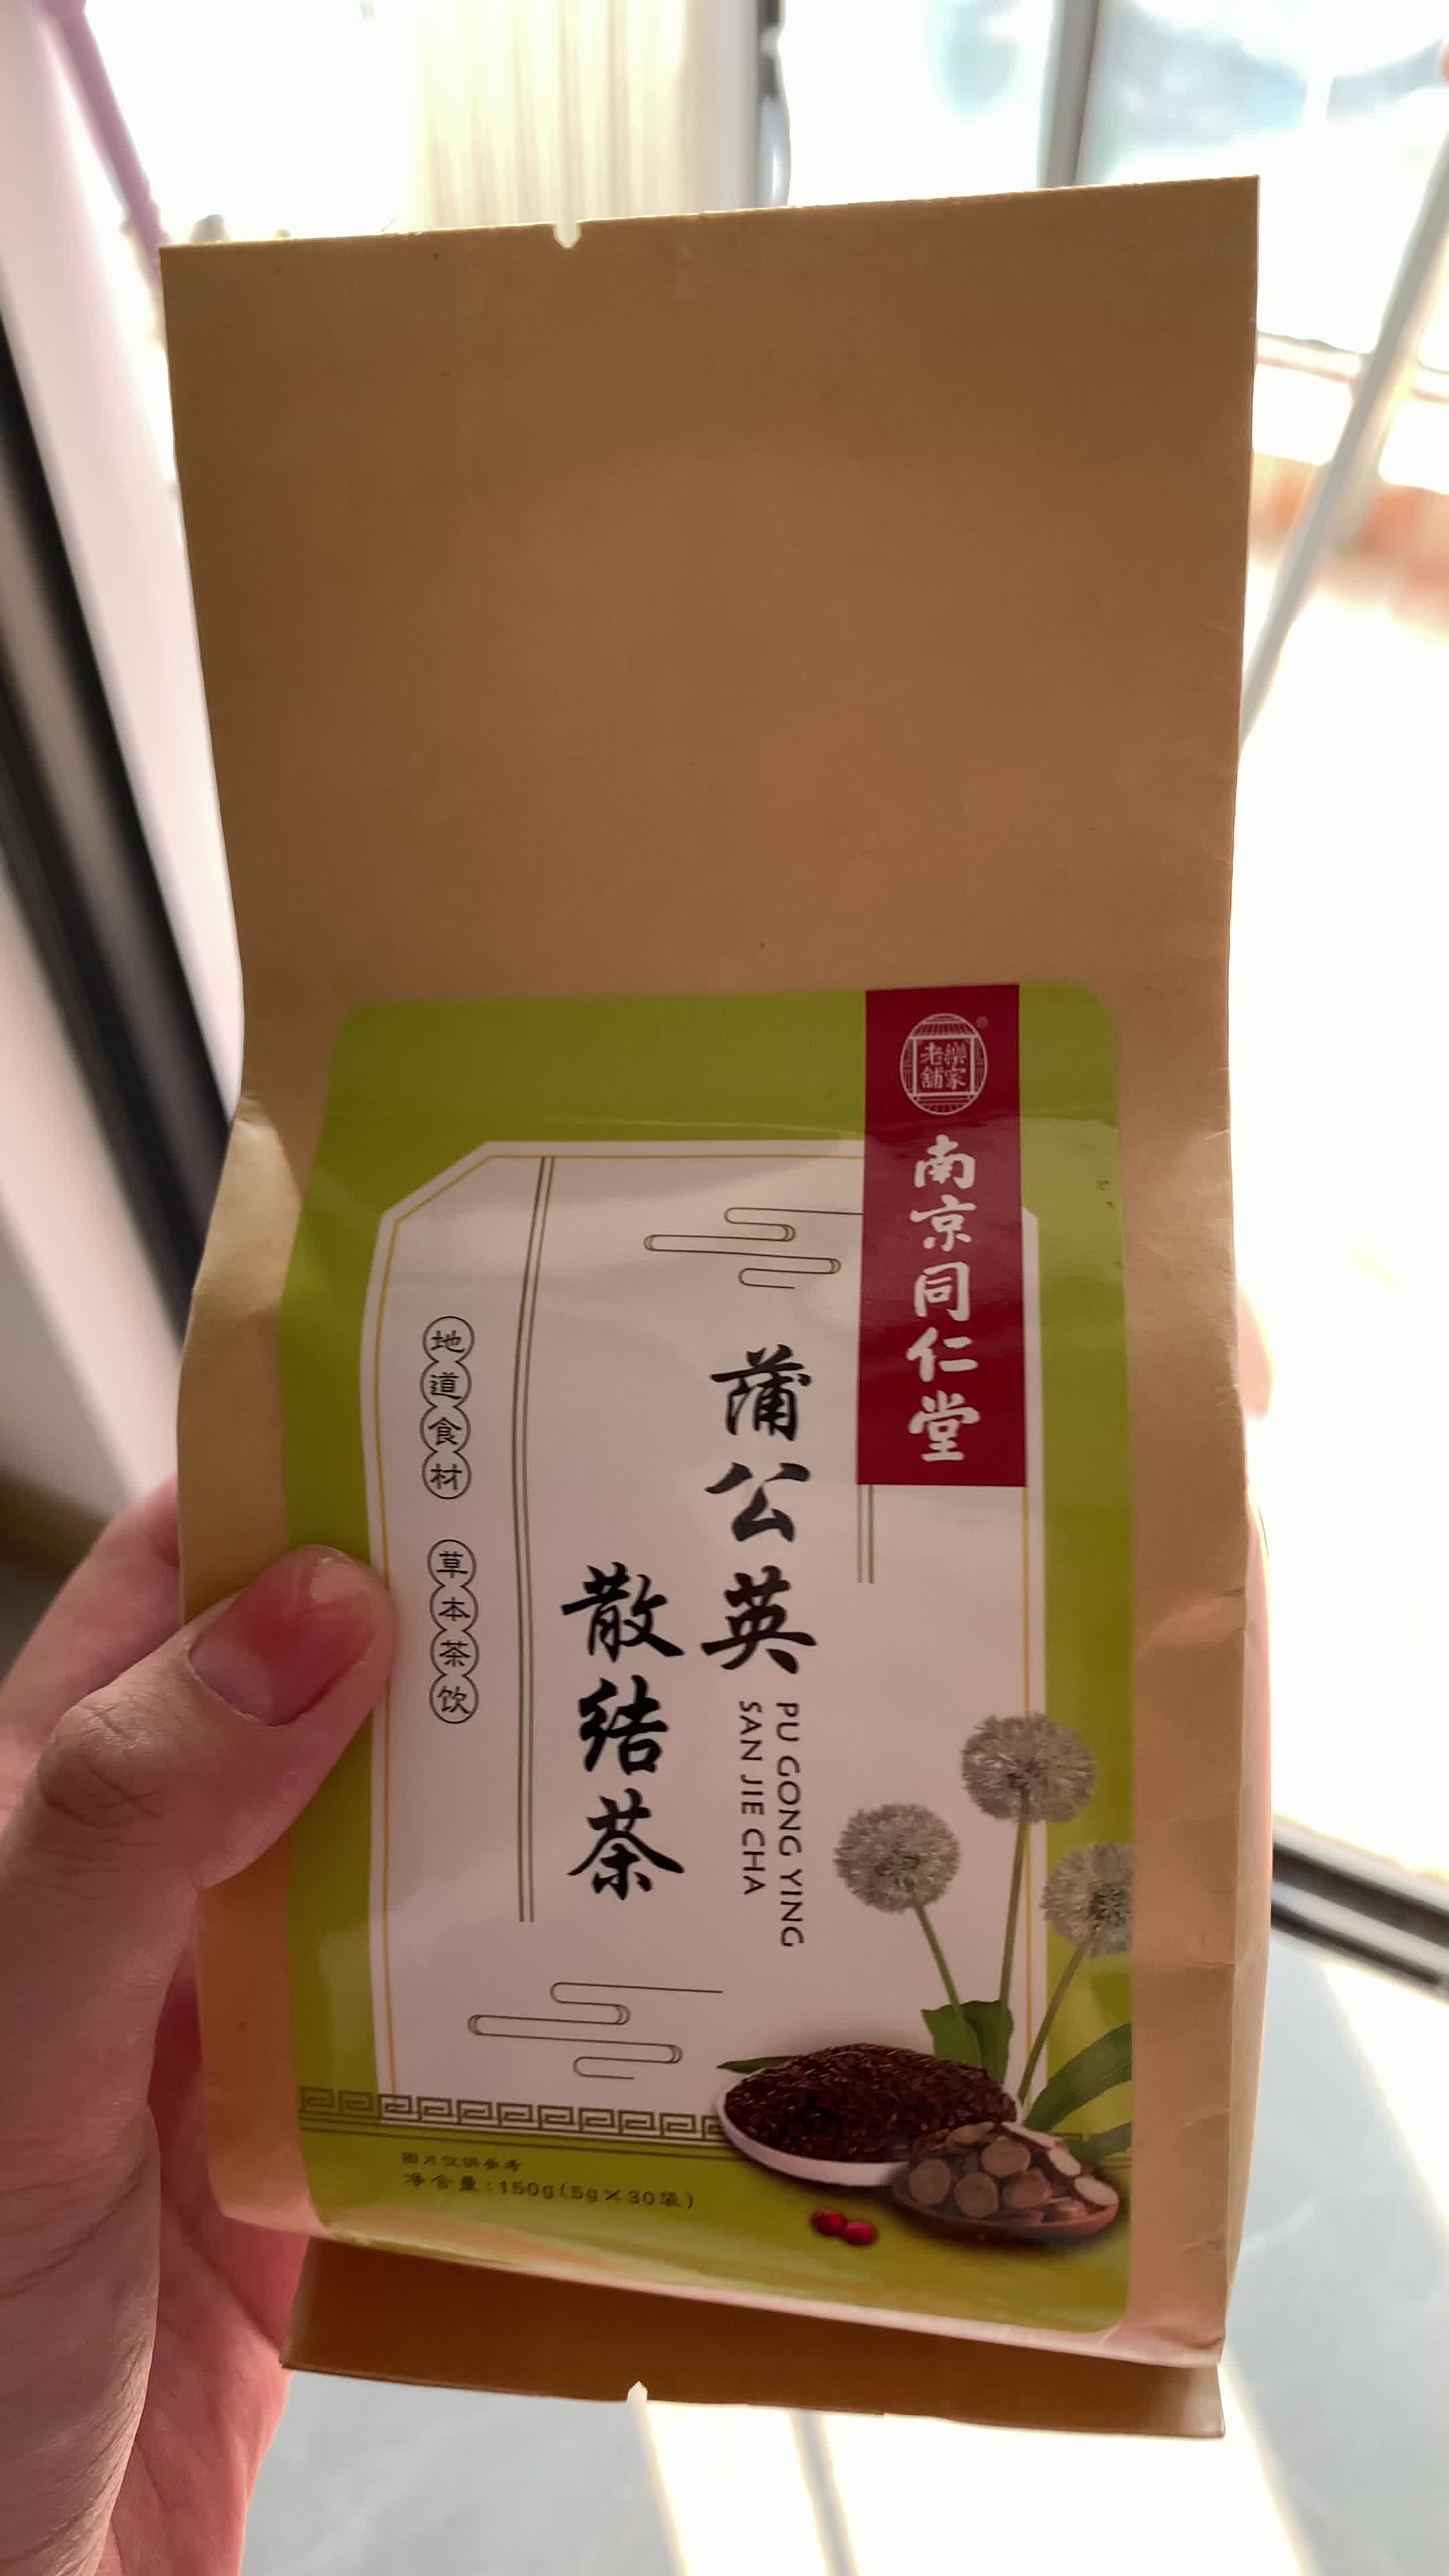 樂家老舖
®
南京同仁堂
蒲公英
散结茶
PU GONG YING
SAN JIE CHA
地道食材 草本茶饮
图片仅供参考
净含量:150g(5g×30袋)